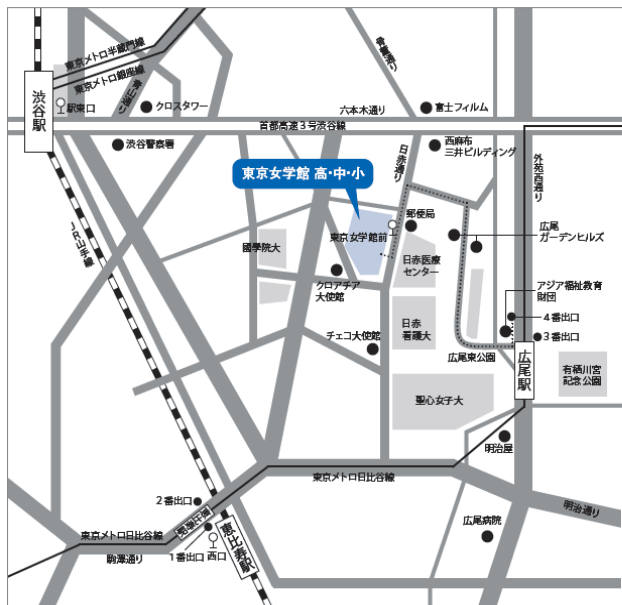 東京メトロ半蔵門線
東京メトロ銀座線
青山通り
骨董通り
渋谷駅
駅東口
クロスタワー
六本木通り
富士フィルム
首都高速3号渋谷線
渋谷警察署
西麻布
三井ビルディング
日赤通り
外苑西通り
東京女学館 高・中・小
JR山手線
國學院大
東京女学館前
郵便局
広尾
ガーデンヒルズ
日赤医療
センター
クロアチア
大使館
アジア福祉教育
財団
4番出口
チェコ大使館
日赤
看護大
3番出口
広尾東公園
広尾駅
有栖川宮
記念公園
聖心女子大
明治屋
東京メトロ日比谷線
2番出口
明治通り
広尾病院
恵比寿駅
東京メトロ日比谷線
駒澤通り
1番出口
西口
恵比寿駅